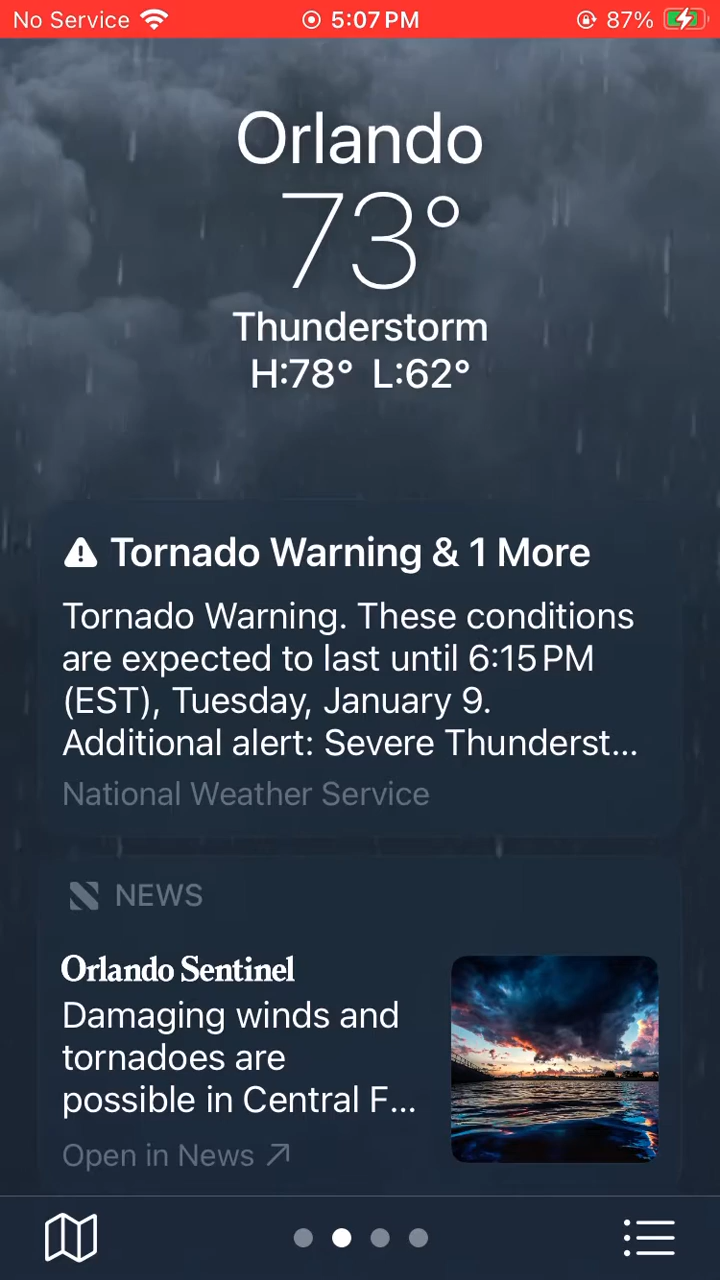 No Service 5:07 PM 87%
Orlando
73°
Thunderstorm
H:78° L:62°
Tornado Warning & 1 More
Tornado Warning. These conditions
are expected to last until 6:15 PM
(EST), Tuesday, January 9.
Additional alert: Severe Thunderst...
National Weather Service
NEWS
Orlando Sentinel
Damaging winds and
tornadoes are
possible in Central F...
Open in News